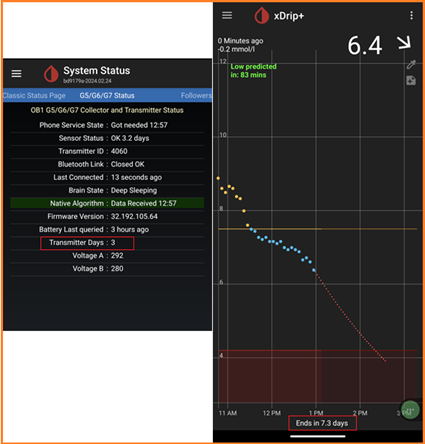 System Status
bd9179a-2024.02.24
Classic Status Page G5/G6/G7 Status Followers
OB1 G5/G6/G7 Collector and Transmitter Status
Phone Service State : Got needed 12:57
Sensor Status : OK 3.2 days
Transmitter ID : 4060
Bluetooth Link : Closed OK
Last Connected : 13 seconds ago
Brain State : Deep Sleeping
Native Algorithm : Data Received 12:57
Firmware Version : 32.192.105.64
Battery Last queried : 3 hours ago
Transmitter Days : 3
Voltage A : 292
Voltage B : 280
xDrip+
0 Minutes ago
-0.2 mmol/l
6.4
12
Low predicted
in: 83 mins
10
8
6
4
11 AM 12 PM 1 PM 2 PM 3 PM
Ends in 7.3 days